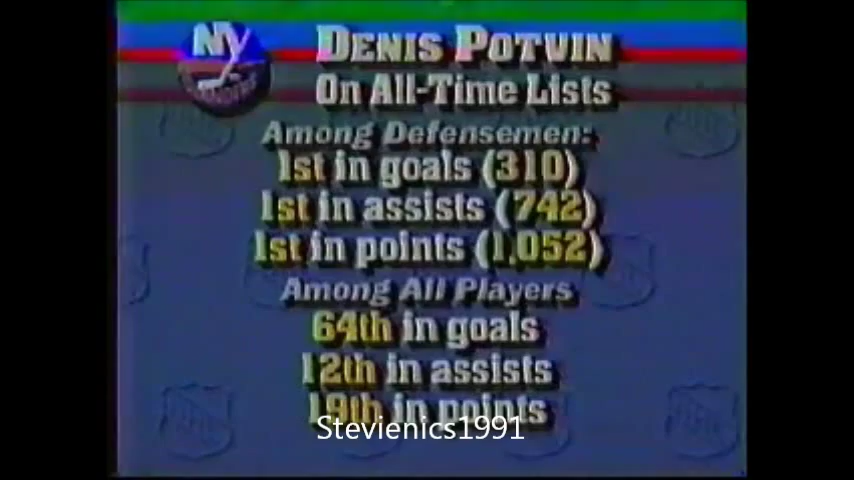 NY
DENIS POTVIN
On All-Time Lists
Among Defensemen:
1st in goals (310)
1st in assists (742)
1st in points (1,052)
Among All Players
64th in goals
12th in assists
19th in points
Stevienics1991